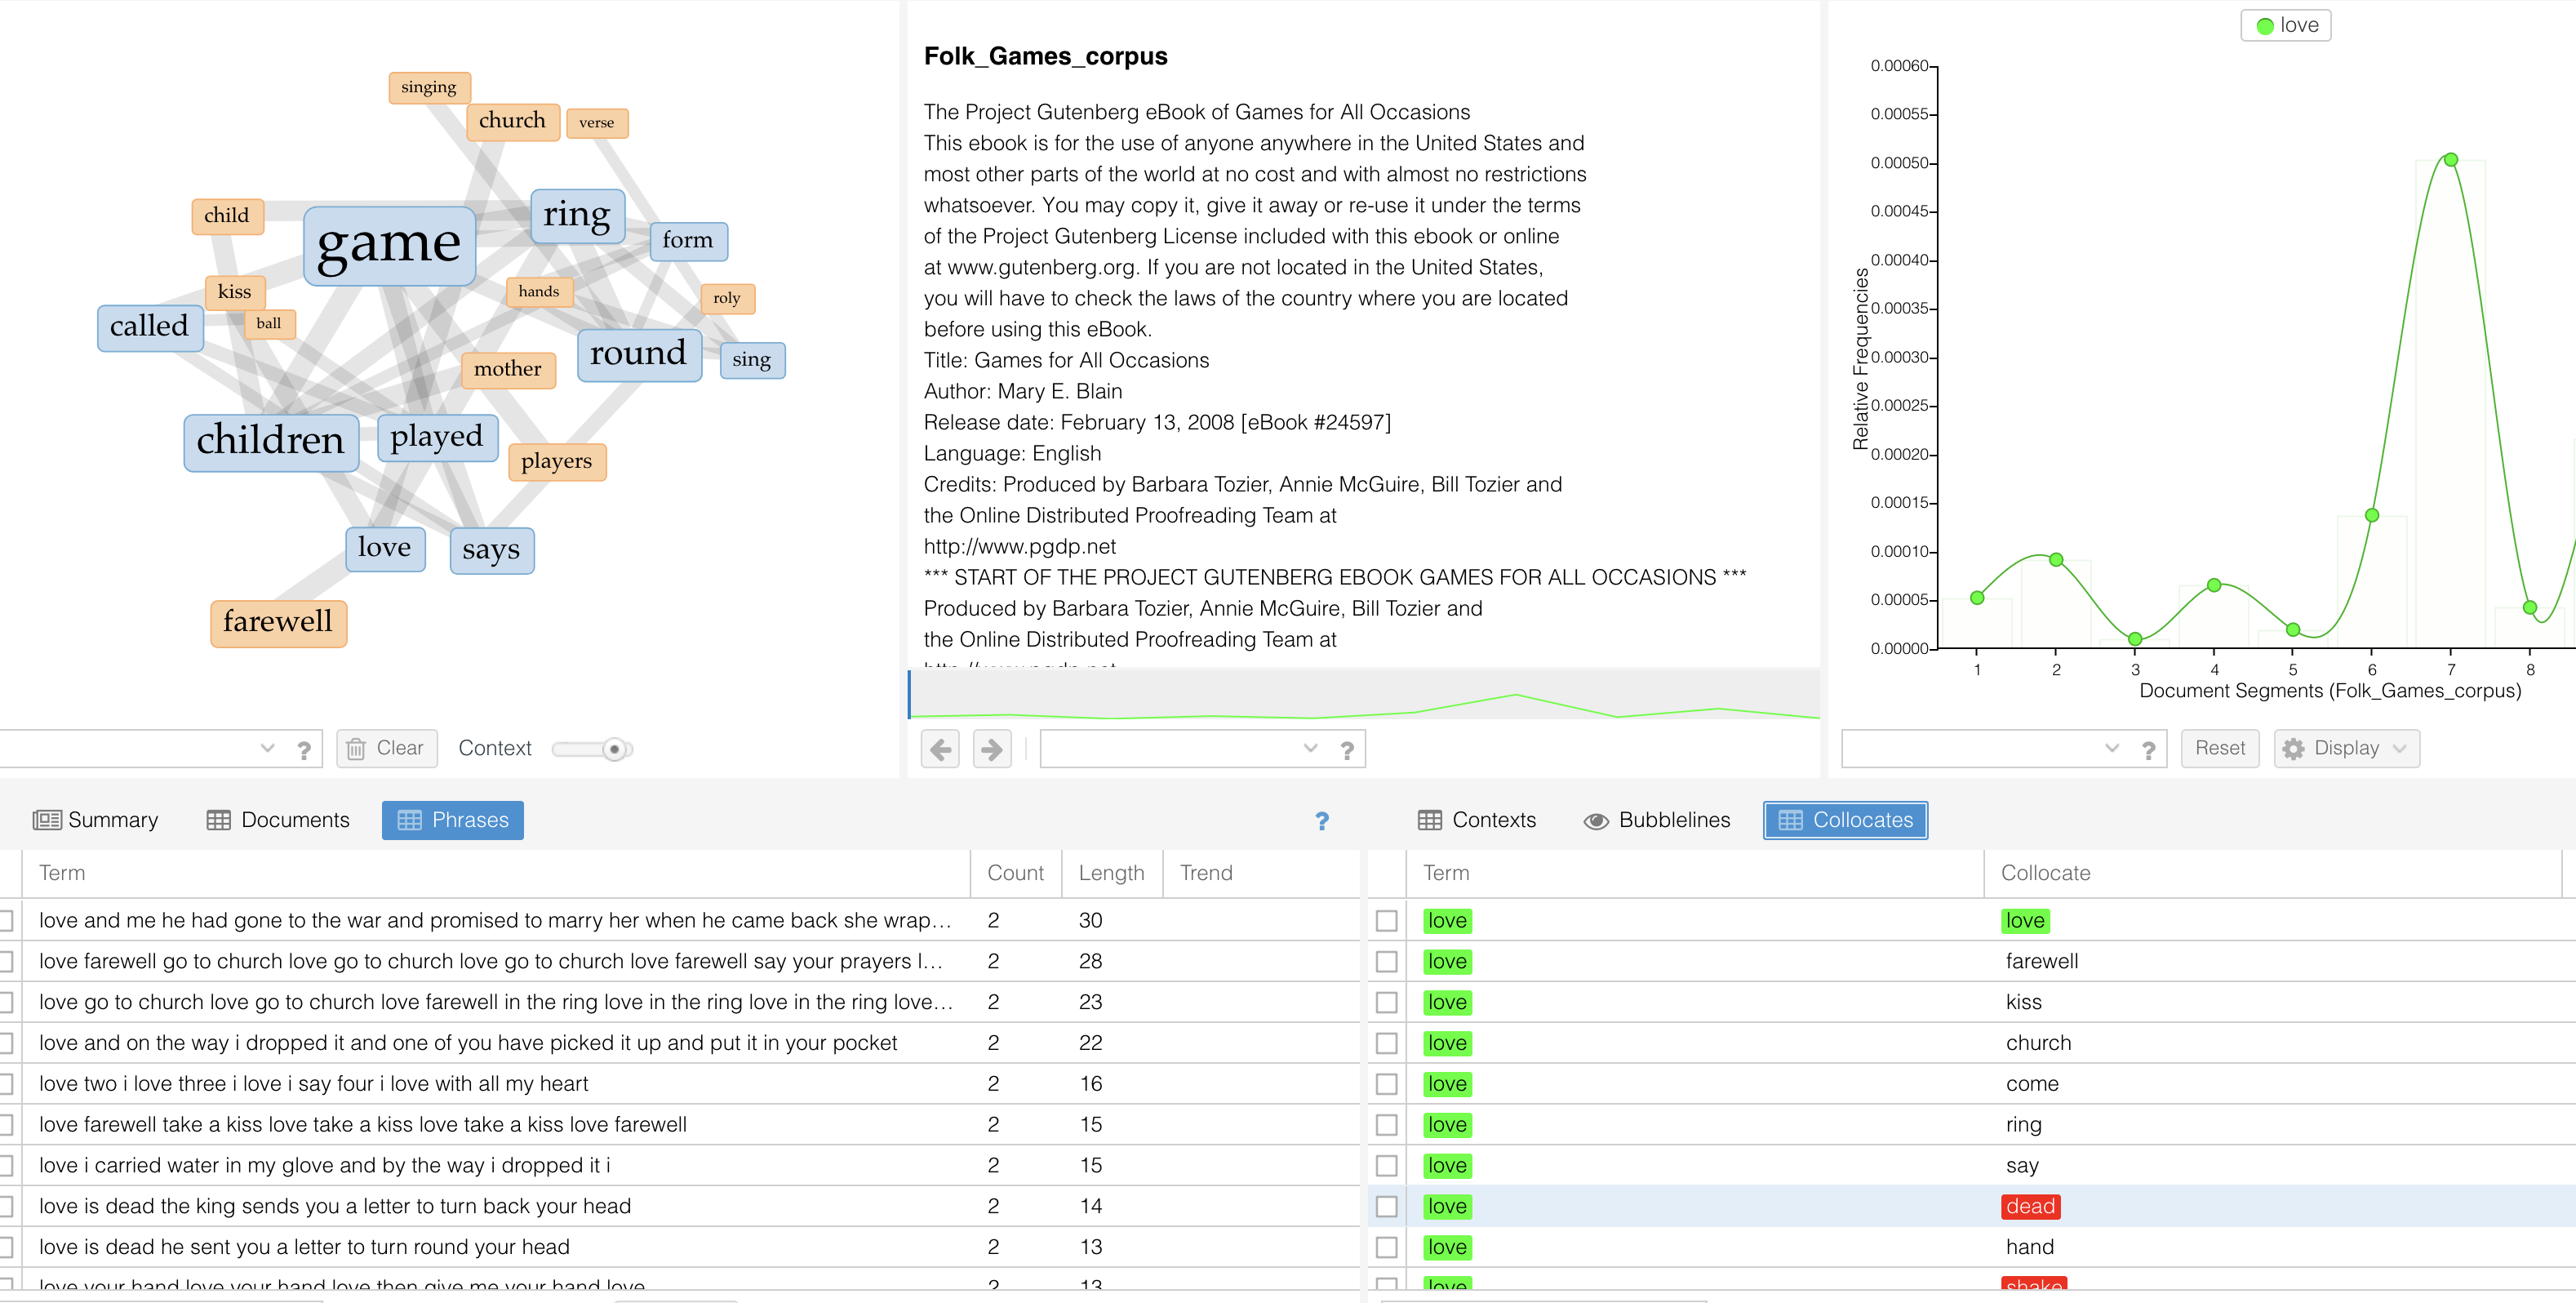 singing
church
verse
child
game
ring
form
kiss
hands
roly
called
ball
mother
round
sing
children
played
players
love
says
farewell
? Clear Context
Folk_Games_corpus
The Project Gutenberg eBook of Games for All Occasions
This ebook is for the use of anyone anywhere in the United States and
most other parts of the world at no cost and with almost no restrictions
whatsoever. You may copy it, give it away or re-use it under the terms
of the Project Gutenberg License included with this ebook or online
at www.gutenberg.org. If you are not located in the United States,
you will have to check the laws of the country where you are located
before using this eBook.
Title: Games for All Occasions
Author: Mary E. Blain
Release date: February 13, 2008 [eBook #24597]
Language: English
Credits: Produced by Barbara Tozier, Annie McGuire, Bill Tozier and
the Online Distributed Proofreading Team at
http://www.pgdp.net
*** START OF THE PROJECT GUTENBERG EBOOK GAMES FOR ALL OCCASIONS ***
Produced by Barbara Tozier, Annie McGuire, Bill Tozier and
the Online Distributed Proofreading Team at
http://www.pgdp.net
?
love
Relative Frequencies
0.00060
0.00055
0.00050
0.00045
0.00040
0.00035
0.00030
0.00025
0.00020
0.00015
0.00010
0.00005
0.00000
1 2 3 4 5 6 7 8
Document Segments (Folk_Games_corpus)
? Reset Display
Summary Documents Phrases ?
Term Count Length Trend
love and me he had gone to the war and promised to marry her when he came back she wrap... 2 30
love farewell go to church love go to church love go to church love farewell say your prayers l... 2 28
love go to church love go to church love farewell in the ring love in the ring love in the ring love... 2 23
love and on the way i dropped it and one of you have picked it up and put it in your pocket 2 22
love two i love three i love i say four i love with all my heart 2 16
love farewell take a kiss love take a kiss love take a kiss love farewell 2 15
love i carried water in my glove and by the way i dropped it i 2 15
love is dead the king sends you a letter to turn back your head 2 14
love is dead he sent you a letter to turn round your head 2 13
love your hand love your hand love then give me your hand love 2 13
Contexts Bubblelines Collocates
Term Collocate
love love
love farewell
love kiss
love church
love come
love ring
love say
love dead
love hand
love shake